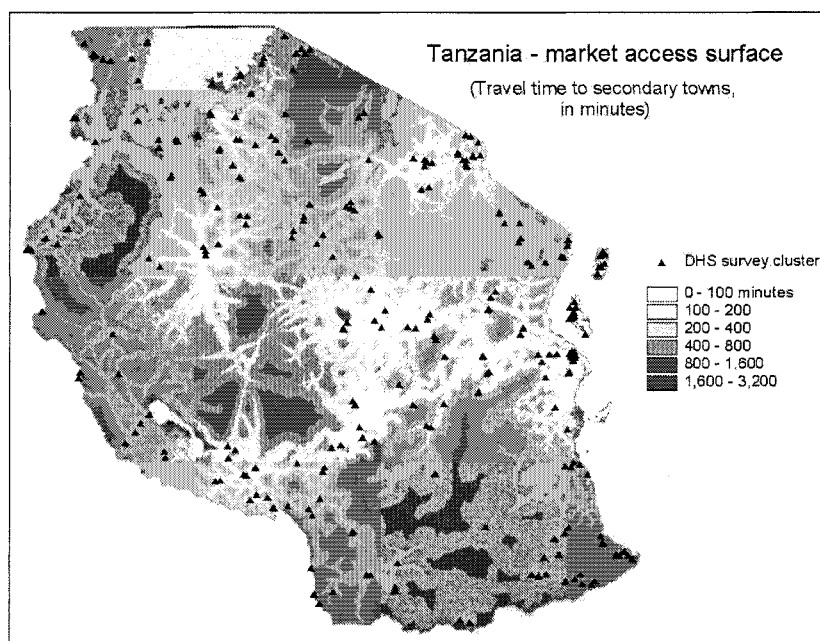 Tanzania - market access surface
(Travel time to secondary towns,
in minutes)
DHS survey cluster
0 - 100 minutes
100 - 200
200 - 400
400 - 800
800 - 1,600
1,600 - 3,200